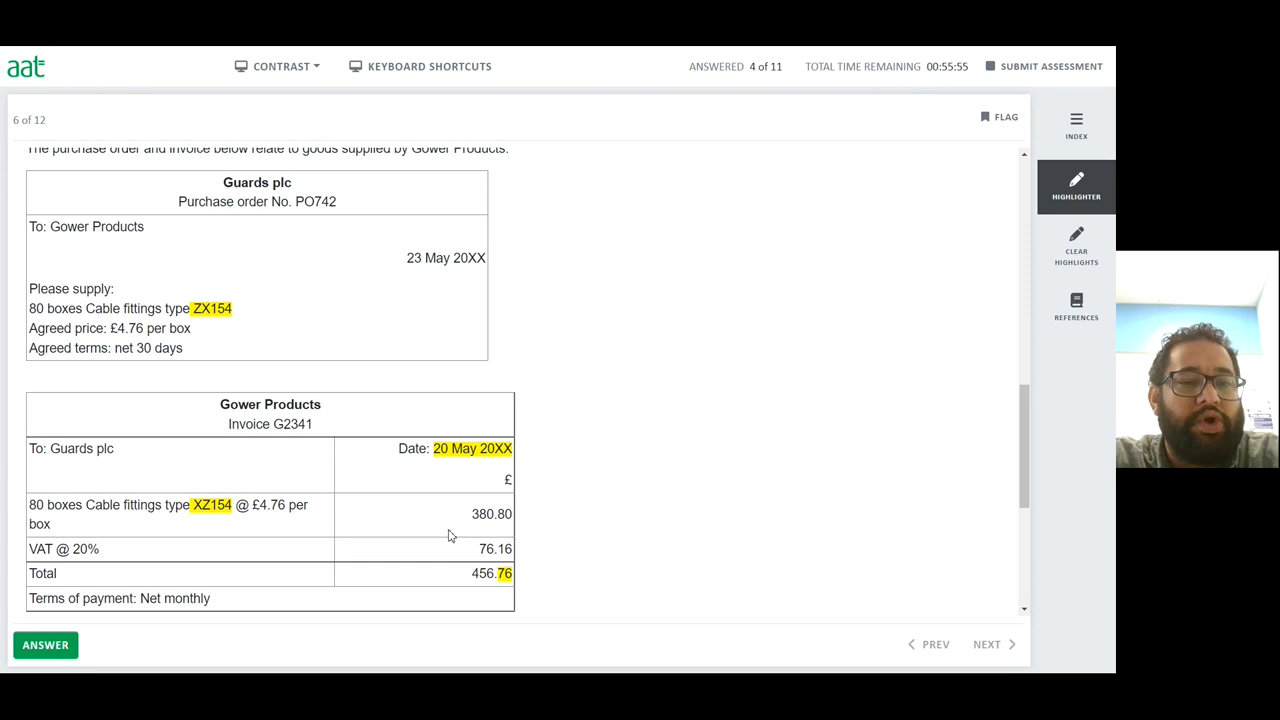 aat
CONTRAST
KEYBOARD SHORTCUTS
ANSWERED 4 of 11
TOTAL TIME REMAINING 00:55:55
SUBMIT ASSESSMENT
6 of 12
FLAG
INDEX
HIGHLIGHTER
CLEAR
HIGHLIGHTS
REFERENCES
The purchase order and invoice below relate to goods supplied by Gower Products.
Guards plc
Purchase order No. PO742
To: Gower Products
23 May 20XX
Please supply:
80 boxes Cable fittings type ZX154
Agreed price: £4.76 per box
Agreed terms: net 30 days
Gower Products
Invoice G2341
To: Guards plc
Date: 20 May 20XX
£
80 boxes Cable fittings type XZ154 @ £4.76 per
box
380.80
VAT @ 20%
76.16
Total
456.76
Terms of payment: Net monthly
ANSWER
PREV
NEXT